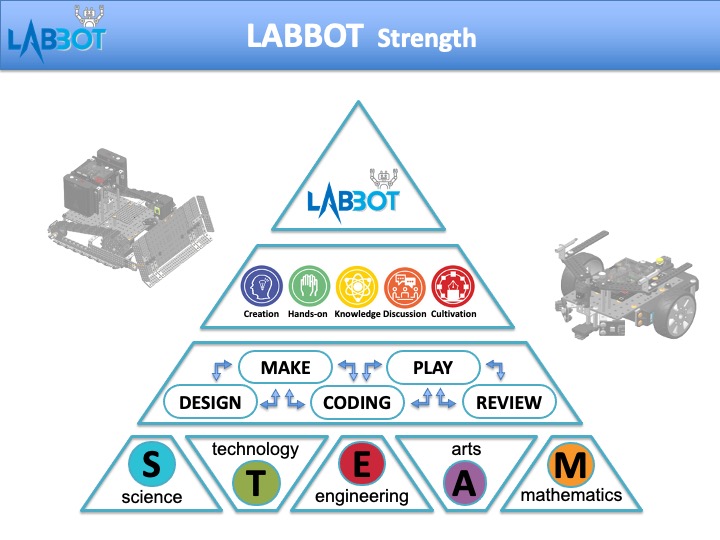 LABBOT
LABBOT Strength
LABBOT
Creation Hands-on Knowledge Discussion Cultivation
MAKE PLAY
DESIGN CODING REVIEW
S technology E arts M
science T engineering A mathematics